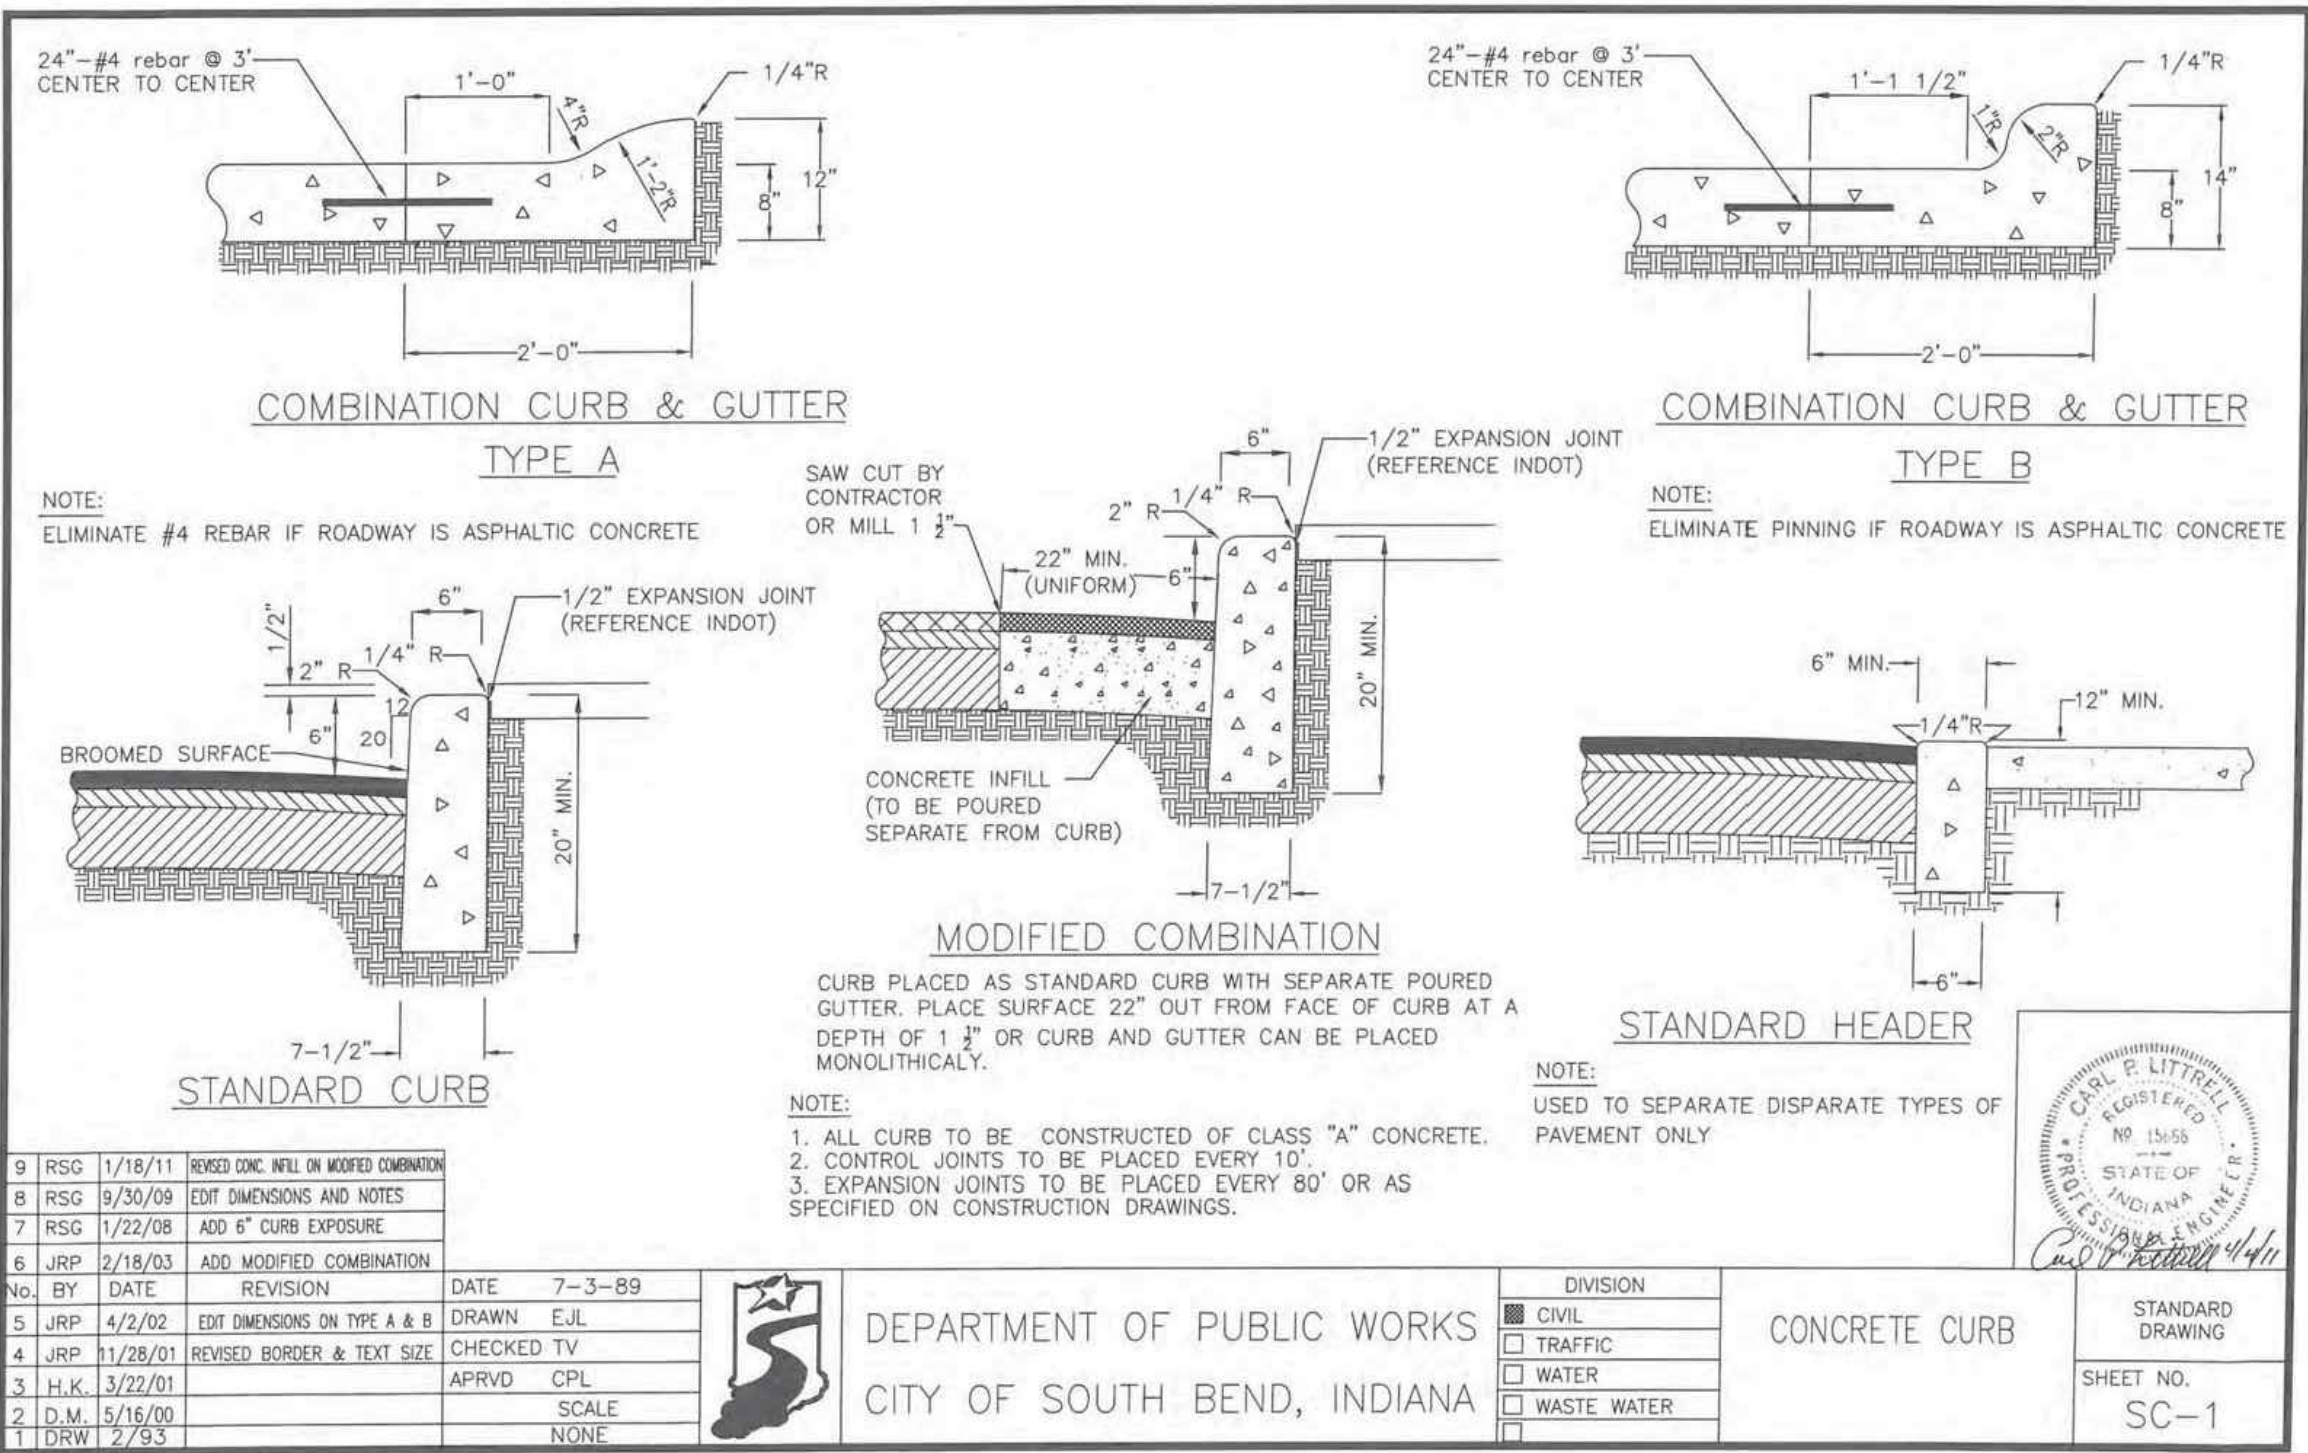 24"-#4 rebar @ 3'
CENTER TO CENTER
1'-0"
4"R
1/4"R
1'-2"R
12"
8"
2'-0"
COMBINATION CURB & GUTTER
TYPE A
NOTE:
ELIMINATE #4 REBAR IF ROADWAY IS ASPHALTIC CONCRETE
24"-#4 rebar @ 3'
CENTER TO CENTER
1'-1 1/2"
1"R
1/4"R
2"R
14"
8"
2'-0"
COMBINATION CURB & GUTTER
TYPE B
NOTE:
ELIMINATE PINNING IF ROADWAY IS ASPHALTIC CONCRETE
1/2"
6"
1/2" EXPANSION JOINT
(REFERENCE INDOT)
1/4" R
2" R
12
20
6"
BROOMED SURFACE
20" MIN.
7-1/2"
STANDARD CURB
SAW CUT BY
CONTRACTOR
OR MILL 1 1/2"
6"
1/2" EXPANSION JOINT
(REFERENCE INDOT)
1/4" R
2" R
22" MIN.
(UNIFORM)
6"
20" MIN.
CONCRETE INFILL
(TO BE POURED
SEPARATE FROM CURB)
7-1/2"
MODIFIED COMBINATION
CURB PLACED AS STANDARD CURB WITH SEPARATE POURED
GUTTER. PLACE SURFACE 22" OUT FROM FACE OF CURB AT A
DEPTH OF 1 1/2" OR CURB AND GUTTER CAN BE PLACED
MONOLITHICALY.
NOTE:
1. ALL CURB TO BE CONSTRUCTED OF CLASS "A" CONCRETE.
2. CONTROL JOINTS TO BE PLACED EVERY 10'.
3. EXPANSION JOINTS TO BE PLACED EVERY 80' OR AS
SPECIFIED ON CONSTRUCTION DRAWINGS.
6" MIN.
12" MIN.
1/4"R
6"
STANDARD HEADER
NOTE:
USED TO SEPARATE DISPARATE TYPES OF
PAVEMENT ONLY
CARL P. LITTRELL
REGISTERED
No
STATE OF
INDIANA
PROFESSIONAL ENGINEER
Carl P Littrell 4/4/11
9 RSG 1/18/11 REVISED CONC. INFILL ON MODIFIED COMBINATION
8 RSG 9/30/09 EDIT DIMENSIONS AND NOTES
7 RSG 1/22/08 ADD 6" CURB EXPOSURE
6 JRP 2/18/03 ADD MODIFIED COMBINATION
No. BY DATE REVISION
5 JRP 4/2/02 EDIT DIMENSIONS ON TYPE A & B
4 JRP 11/28/01 REVISED BORDER & TEXT SIZE
3 H.K. 3/22/01
2 D.M. 5/16/00
1 DRW 2/93
DATE 7-3-89
DRAWN EJL
CHECKED TV
APRVD CPL
SCALE
NONE
DEPARTMENT OF PUBLIC WORKS
CITY OF SOUTH BEND, INDIANA
DIVISION
CIVIL
TRAFFIC
WATER
WASTE WATER
CONCRETE CURB
STANDARD
DRAWING
SHEET NO.
SC-1